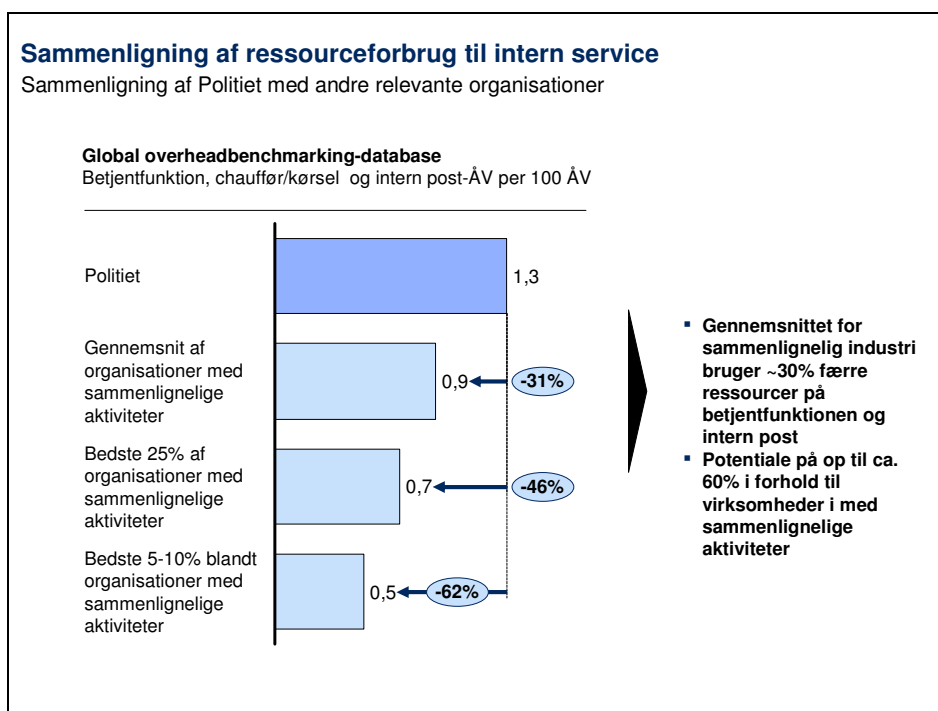 Sammenligning af ressourceforbrug til intern service
Sammenligning af Politiet med andre relevante organisationer
Global overheadbenchmarking-database
Betjentfunktion, chauffør/kørsel og intern post-ÅV per 100 ÅV
Politiet
1,3
Gennemsnit af
organisationer med
sammenlignelige
aktiviteter
0,9
-31%
Bedste 25% af
organisationer med
sammenlignelige
aktiviteter
0,7
-46%
Bedste 5-10% blandt
organisationer med
sammenlignelige
aktiviteter
0,5
-62%
▪ Gennemsnittet for
sammenlignelig industri
bruger ~30% færre
ressourcer på
betjentfunktionen og
intern post
▪ Potentiale på op til ca.
60% i forhold til
virksomheder i med
sammenlignelige
aktiviteter